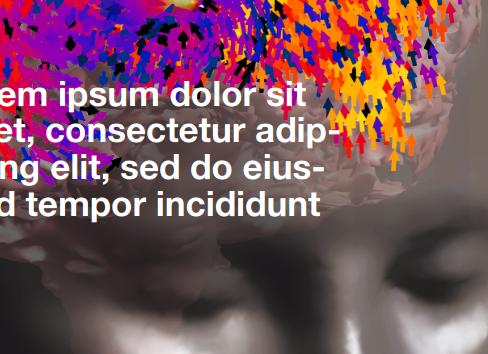 em ipsum dolor sit
et, consectetur adip-
ng elit, sed do eius-
d tempor incididunt